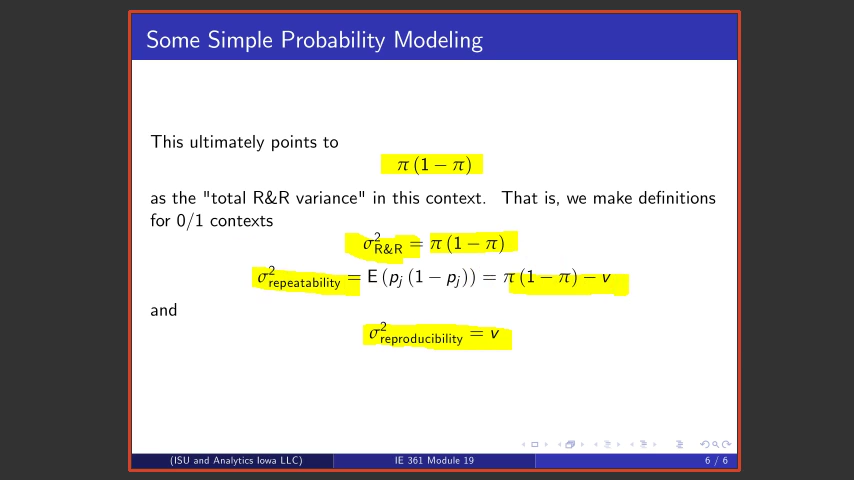 Some Simple Probability Modeling
This ultimately points to
π (1 − π)
as the "total R&R variance" in this context. That is, we make definitions
for 0/1 contexts
σ²R&R = π (1 − π)
σ²repeatability = E (pj (1 − pj)) = π (1 − π) − v
and
σ²reproducibility = v
(ISU and Analytics Iowa LLC) IE 361 Module 19 6 / 6